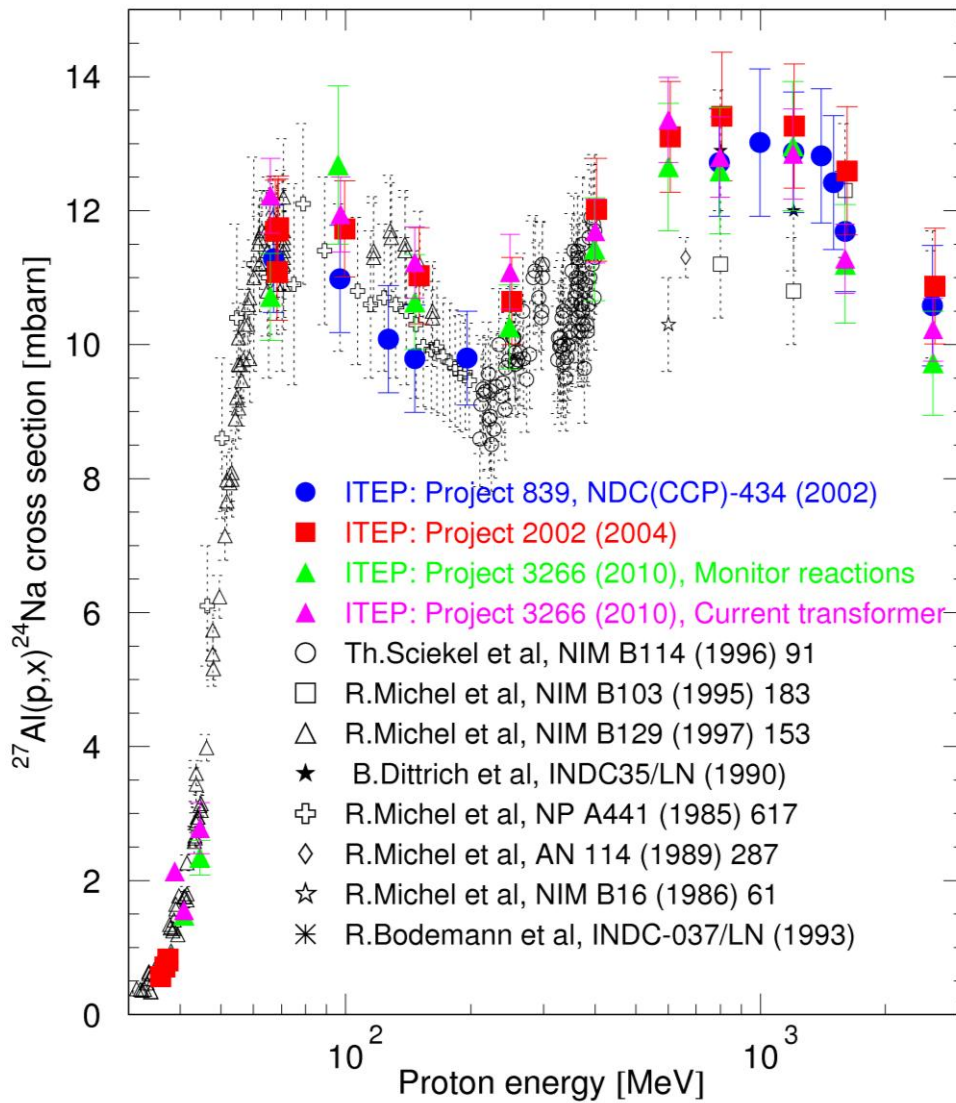 ²⁷Al(p,x)²⁴Na cross section [mbarn]
14
12
10
8
6
4
2
0
ITEP: Project 839, NDC(CCP)-434 (2002)
ITEP: Project 2002 (2004)
ITEP: Project 3266 (2010), Monitor reactions
ITEP: Project 3266 (2010), Current transformer
Th.Sciekel et al, NIM B114 (1996) 91
R.Michel et al, NIM B103 (1995) 183
R.Michel et al, NIM B129 (1997) 153
B.Dittrich et al, INDC35/LN (1990)
R.Michel et al, NP A441 (1985) 617
R.Michel et al, AN 114 (1989) 287
R.Michel et al, NIM B16 (1986) 61
R.Bodemann et al, INDC-037/LN (1993)
10² 10³
Proton energy [MeV]